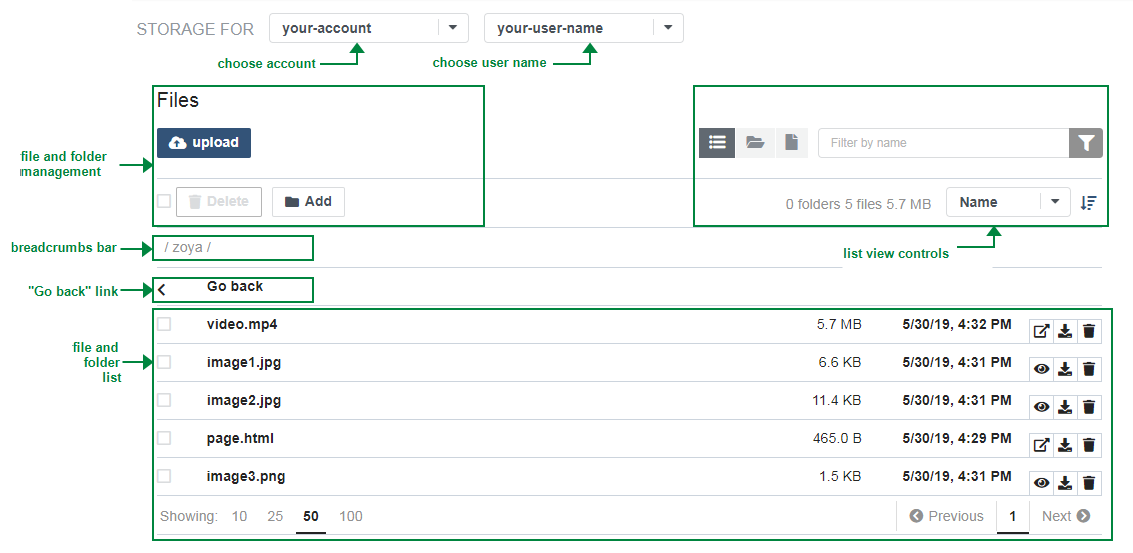 STORAGE FOR your-account your-user-name
choose account choose user name
Files
upload Filter by name
file and folder
management
Delete Add 0 folders 5 files 5.7 MB Name
breadcrumbs bar / zoya /
list view controls
"Go back" link Go back
video.mp4 5.7 MB 5/30/19, 4:32 PM
file and
folder
list
image1.jpg 6.6 KB 5/30/19, 4:31 PM
image2.jpg 11.4 KB 5/30/19, 4:31 PM
page.html 465.0 B 5/30/19, 4:29 PM
image3.png 1.5 KB 5/30/19, 4:31 PM
Showing: 10 25 50 100 Previous 1 Next